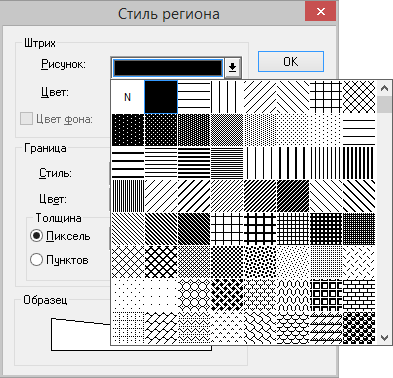 Стиль региона
Штрих
Рисунок:
OK
Цвет:
N
Цвет фона:
Граница
Стиль:
Цвет:
Толщина
Пиксель
Пунктов
Образец